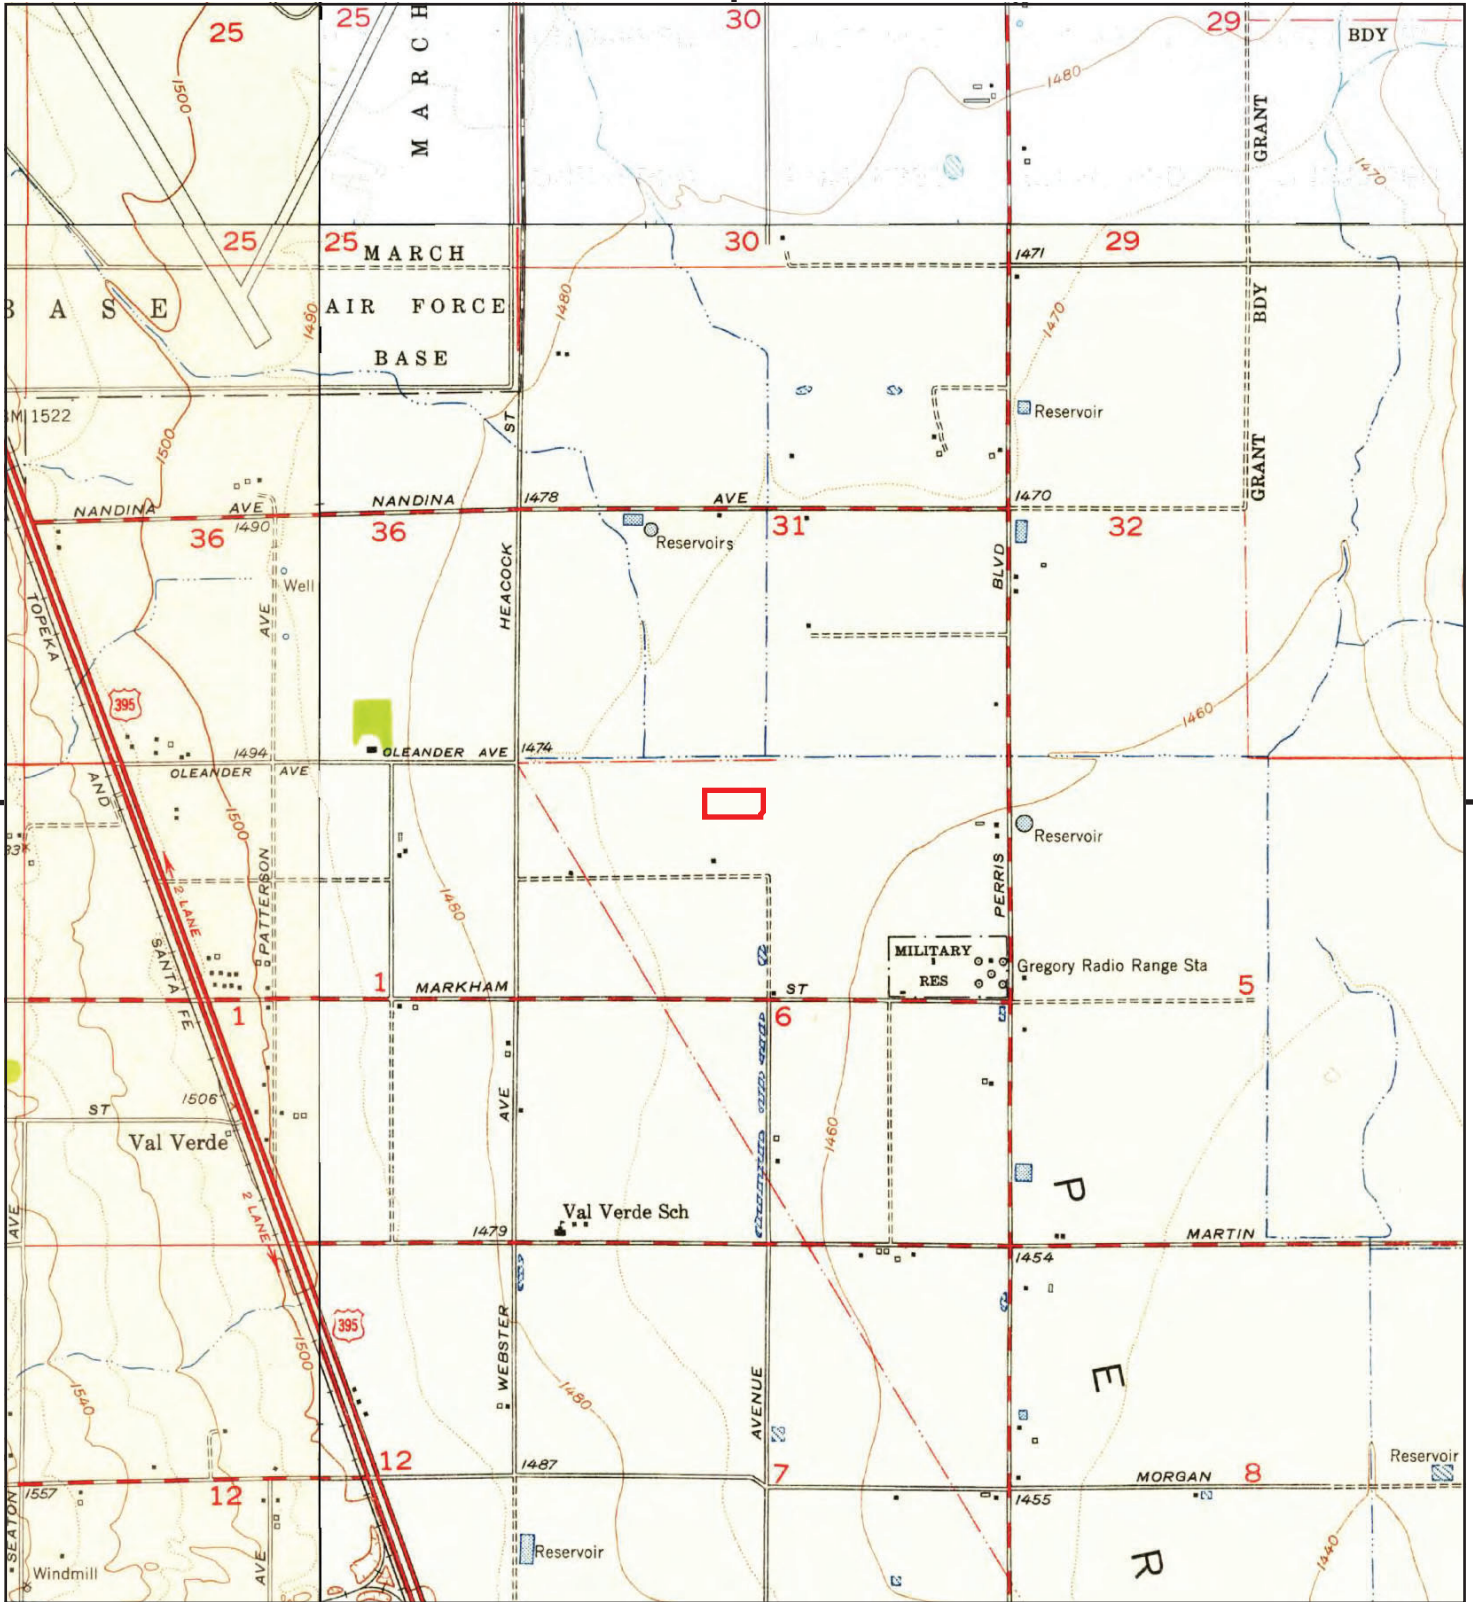 25
25
30
29
BDY
MARCH
1500
1480
GRANT
1470
25
25
30
29
MARCH
1471
BASE
AIR FORCE
BASE
1490
1480
1470
BDY
BM 1522
ST
Reservoir
1500
GRANT
NANDINA AVE
NANDINA
1478
AVE
1470
1490
36
36
31
32
Reservoirs
HEACOCK
BLVD
Well
AVE
TOPEKA
395
1460
1494
OLEANDER AVE
1474
OLEANDER AVE
AND
1500
Reservoir
PATTERSON
PERRIS
2 LANE
1480
SANTA FE
MILITARY
RES
Gregory Radio Range Sta
1
MARKHAM
ST
5
1
6
1506
ST
AVE
Val Verde
1460
2 LANE
AVE
Val Verde Sch
P
1479
MARTIN
1454
WEBSTER
395
1500
E
1540
1480
AVENUE
12
1487
7
MORGAN
8
Reservoir
1557
12
1455
SEATON
AVE
Reservoir
R
1440
Windmill